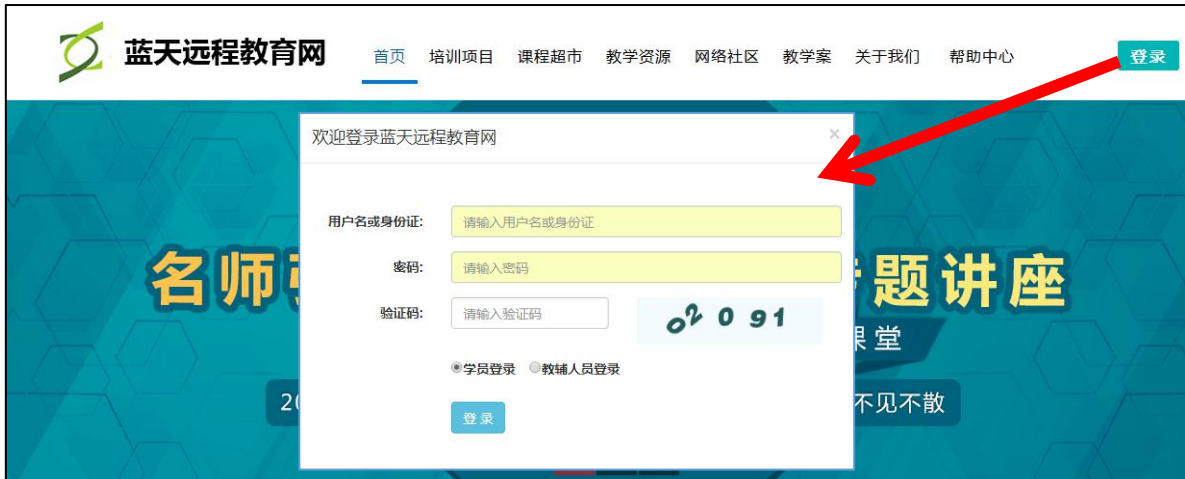 蓝天远程教育网 首页 培训项目 课程超市 教学资源 网络社区 教学案 关于我们 帮助中心 登录
欢迎登录蓝天远程教育网 ×
用户名或身份证: 请输入用户名或身份证
密码: 请输入密码
名师 专题讲座
验证码: 请输入验证码 02091
课堂
学员登录 教辅人员登录
20 不见不散
登录